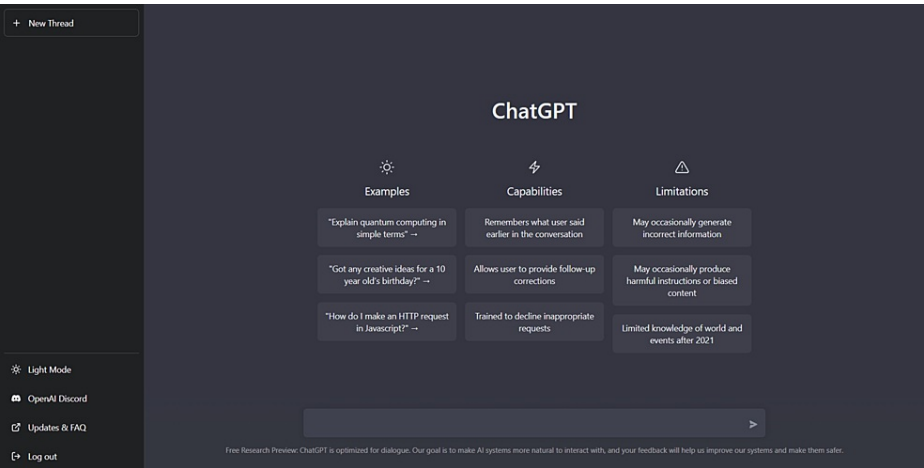 + New Thread
ChatGPT
Examples
"Explain quantum computing in
simple terms" →
"Got any creative ideas for a 10
year old's birthday?" →
"How do I make an HTTP request
in Javascript?" →
Capabilities
Remembers what user said
earlier in the conversation
Allows user to provide follow-up
corrections
Trained to decline inappropriate
requests
Limitations
May occasionally generate
incorrect information
May occasionally produce
harmful instructions or biased
content
Limited knowledge of world and
events after 2021
Light Mode
OpenAI Discord
Updates & FAQ
Log out
Free Research Preview: ChatGPT is optimized for dialogue. Our goal is to make AI systems more natural to interact with, and your feedback will help us improve our systems and make them safer.